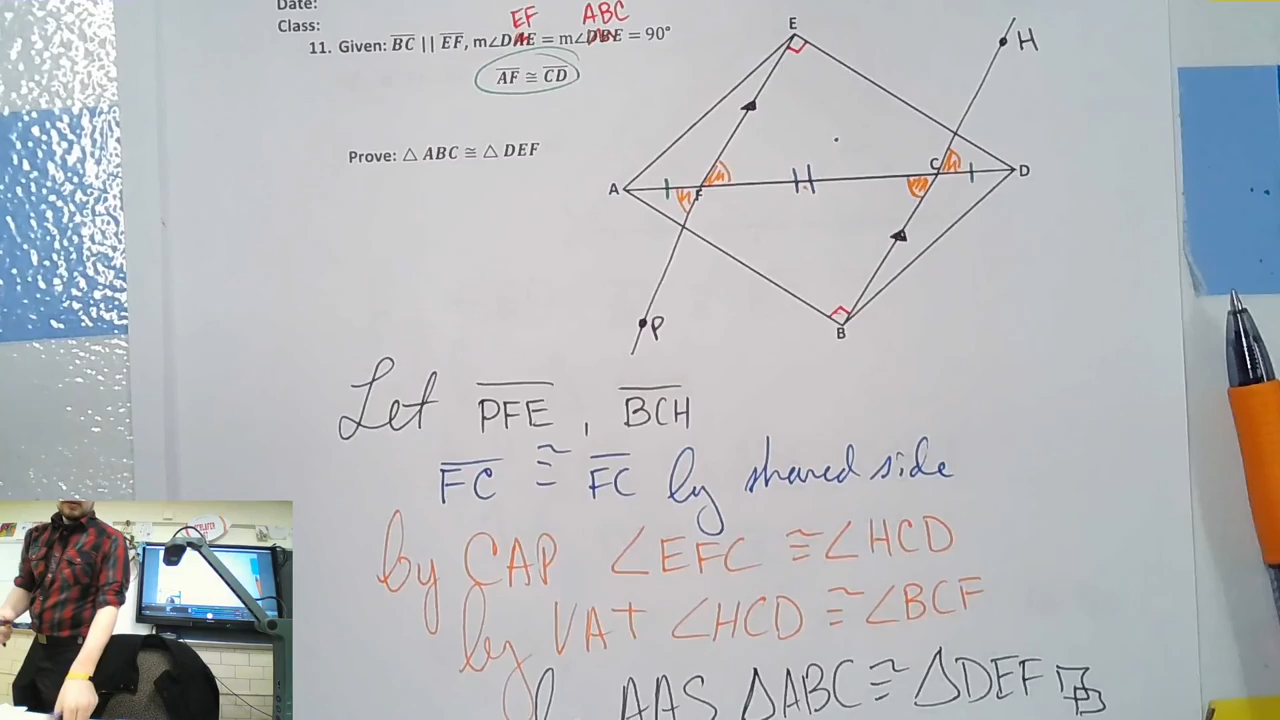 Date:
Class:
EF ABC
11. Given: BC || EF, m∠DAE = m∠DBE = 90°
AF ≅ CD
Prove: △ ABC ≅ △ DEF
E
H
A
F
C
D
P
B
Let PFE , BCH
FC ≅ FC by shared side
by CAP ∠EFC ≅ ∠HCD
by VAT ∠HCD ≅ ∠BCF
AAS △ABC ≅ △DEF